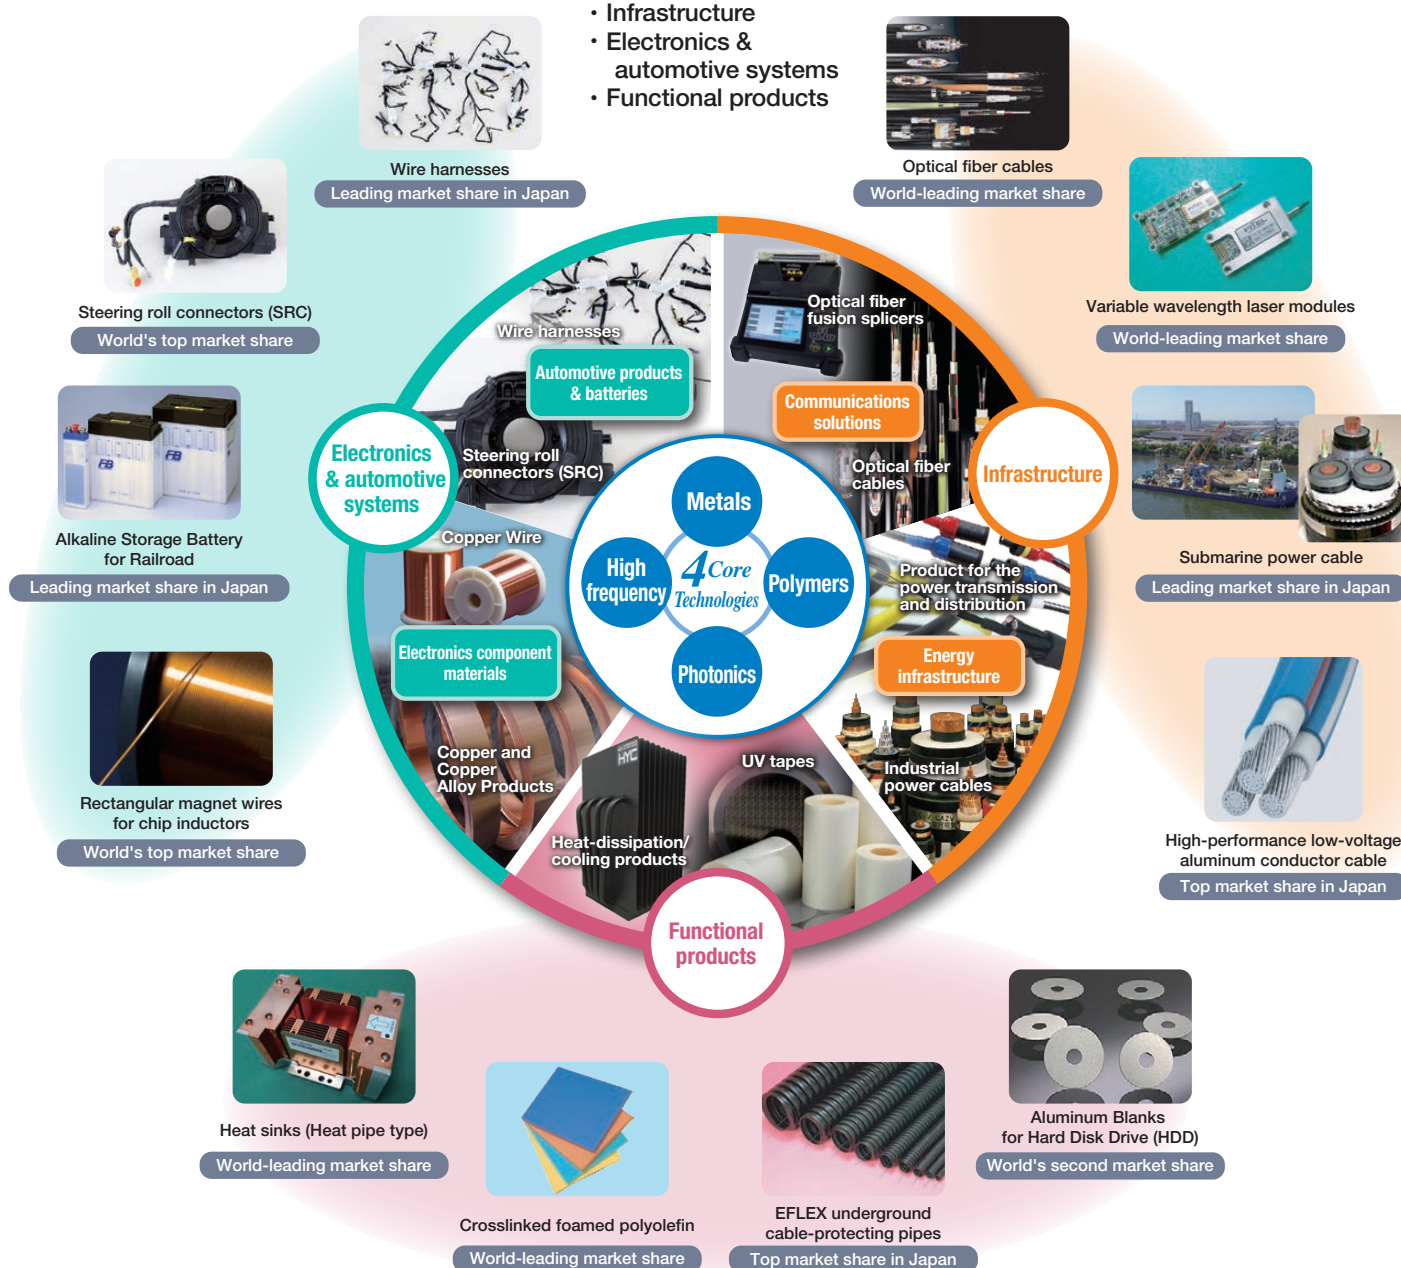 ・Infrastructure
・Electronics &
automotive systems
・Functional products
Wire harnesses
Leading market share in Japan
Optical fiber cables
World-leading market share
Steering roll connectors (SRC)
World's top market share
Variable wavelength laser modules
World-leading market share
Alkaline Storage Battery
for Railroad
Leading market share in Japan
Submarine power cable
Leading market share in Japan
Rectangular magnet wires
for chip inductors
World's top market share
High-performance low-voltage
aluminum conductor cable
Top market share in Japan
Electronics
& automotive
systems
Wire harnesses
Automotive products
& batteries
Steering roll
connectors (SRC)
Copper Wire
Electronics component
materials
Copper and
Copper
Alloy Products
Infrastructure
Optical fiber
fusion splicers
Communications
solutions
Optical fiber
cables
Product for the
power transmission
and distribution
Energy
infrastructure
Industrial
power cables
Metals
High
frequency
4 Core
Technologies
Polymers
Photonics
HYC
UV tapes
Heat-dissipation/
cooling products
Functional
products
FB
Heat sinks (Heat pipe type)
World-leading market share
Crosslinked foamed polyolefin
World-leading market share
EFLEX underground
cable-protecting pipes
Top market share in Japan
Aluminum Blanks
for Hard Disk Drive (HDD)
World's second market share